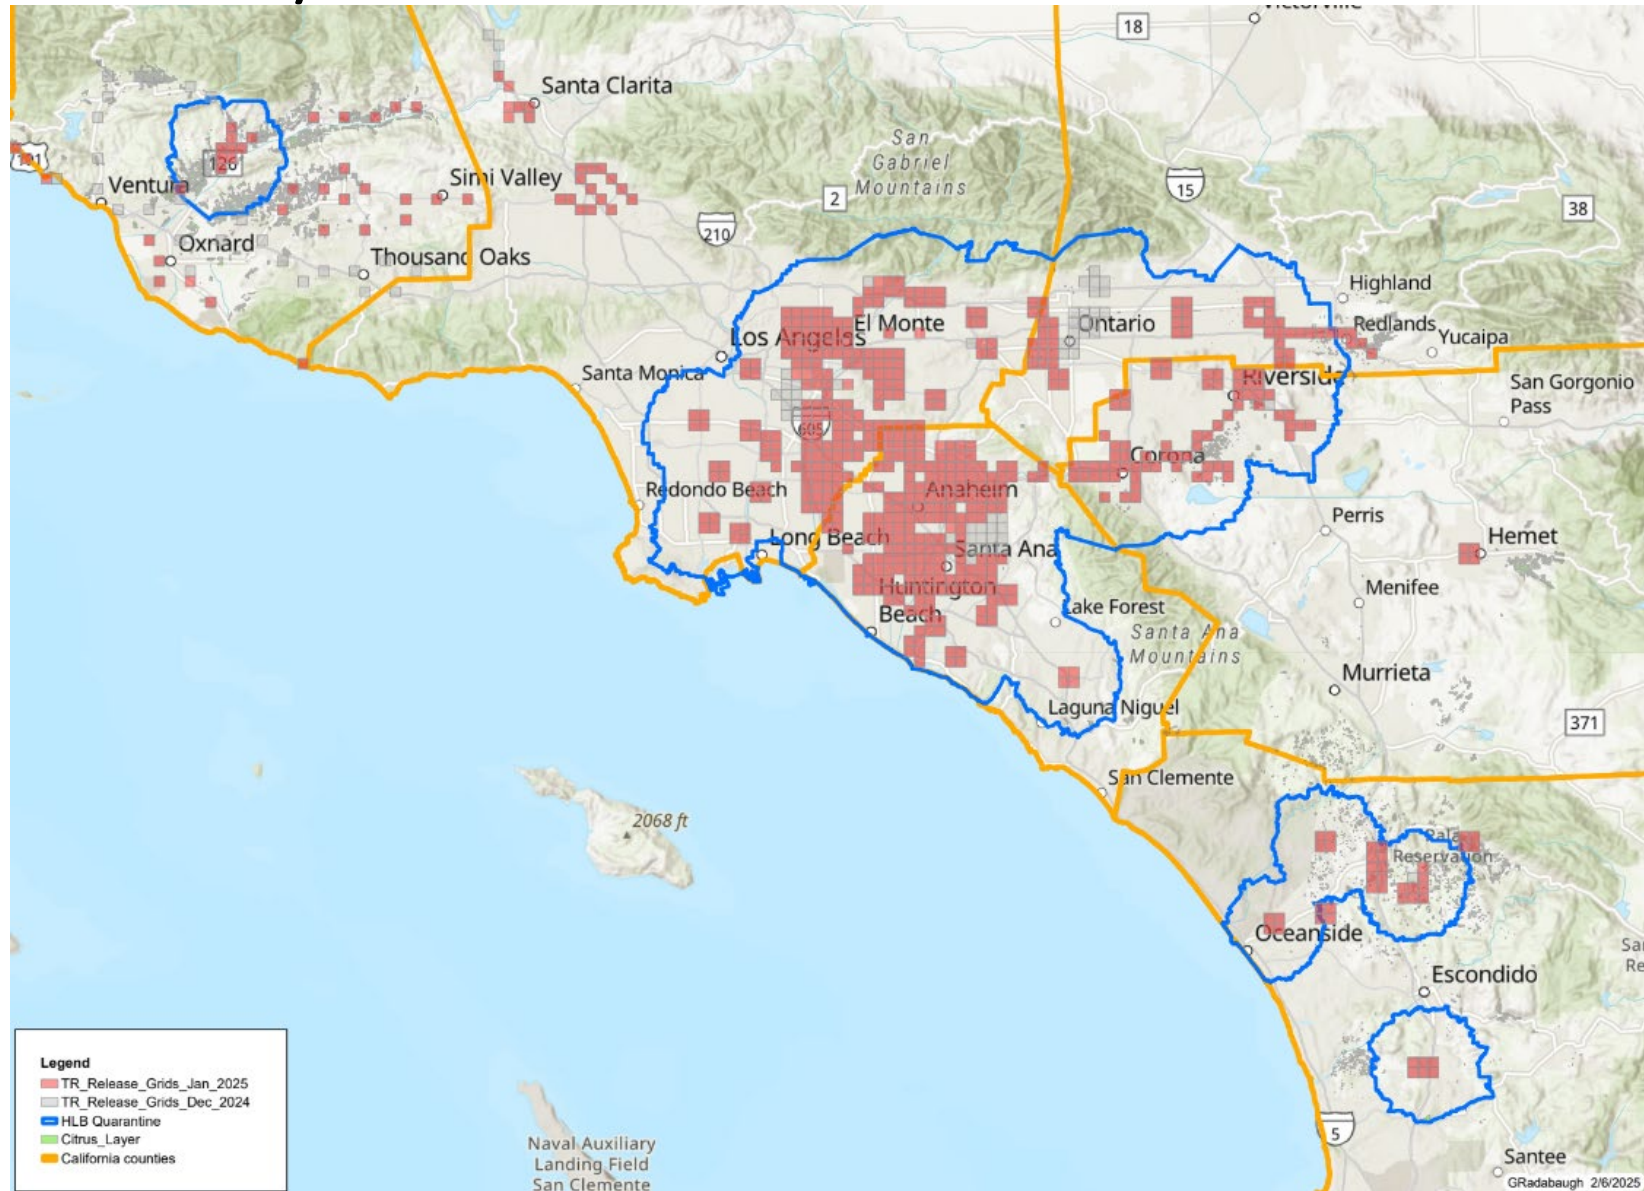 18
Santa Clarita
San
Gabriel
Mountains
101
126
Ventura
Simi Valley
2
15
38
210
Oxnard
Thousand Oaks
Highland
Los Angeles
El Monte
Ontario
Redlands
Yucaipa
Santa Monica
Riverside
San Gorgonio
Pass
605
Corona
Redondo Beach
Anaheim
Perris
Long Beach
Santa Ana
Hemet
Huntington
Beach
Menifee
Lake Forest
Santa Ana
Mountains
Murrieta
Laguna Niguel
371
San Clemente
2068 ft
Pala
Reservation
Oceanside
Escondido
Legend
TR_Release_Grids_Jan_2025
TR_Release_Grids_Dec_2024
HLB Quarantine
Citrus_Layer
California counties
Naval Auxiliary
Landing Field
San Clemente
5
Santee
GRadabaugh 2/6/2025